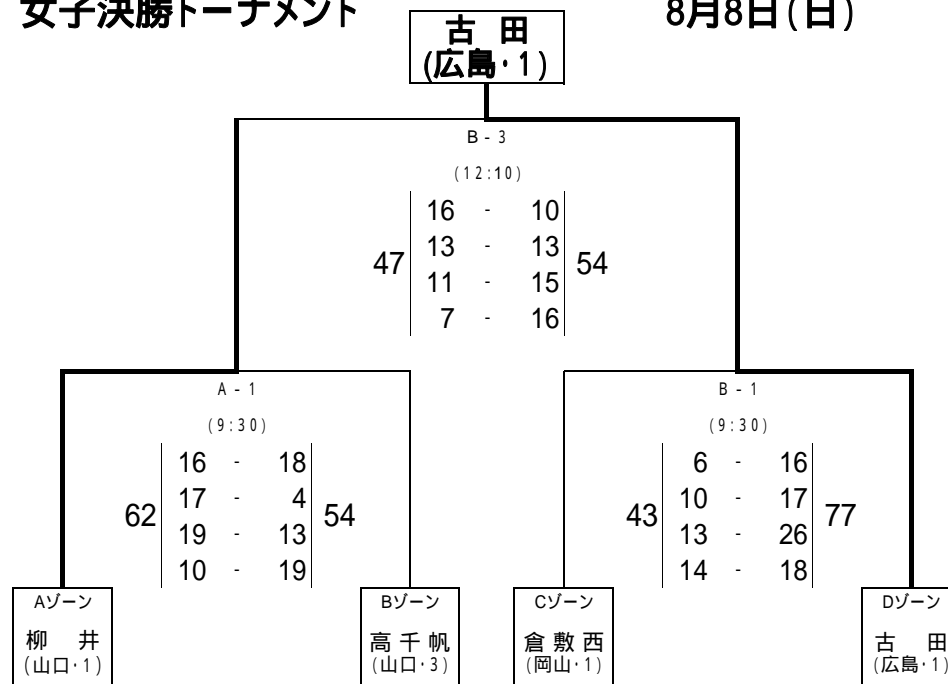 女子決勝トーナメント 8月8日(日)
古 田
(広島・1)
B - 3
(12:10)
16 - 10
13 - 13
47 54
11 - 15
7 - 16
A - 1 B - 1
(9:30) (9:30)
16 - 18 6 - 16
17 - 4 10 - 17
62 54 43 77
19 - 13 13 - 26
10 - 19 14 - 18
Aゾーン Bゾーン Cゾーン Dゾーン
柳 井 高千帆 倉敷西 古 田
(山口・1) (山口・3) (岡山・1) (広島・1)